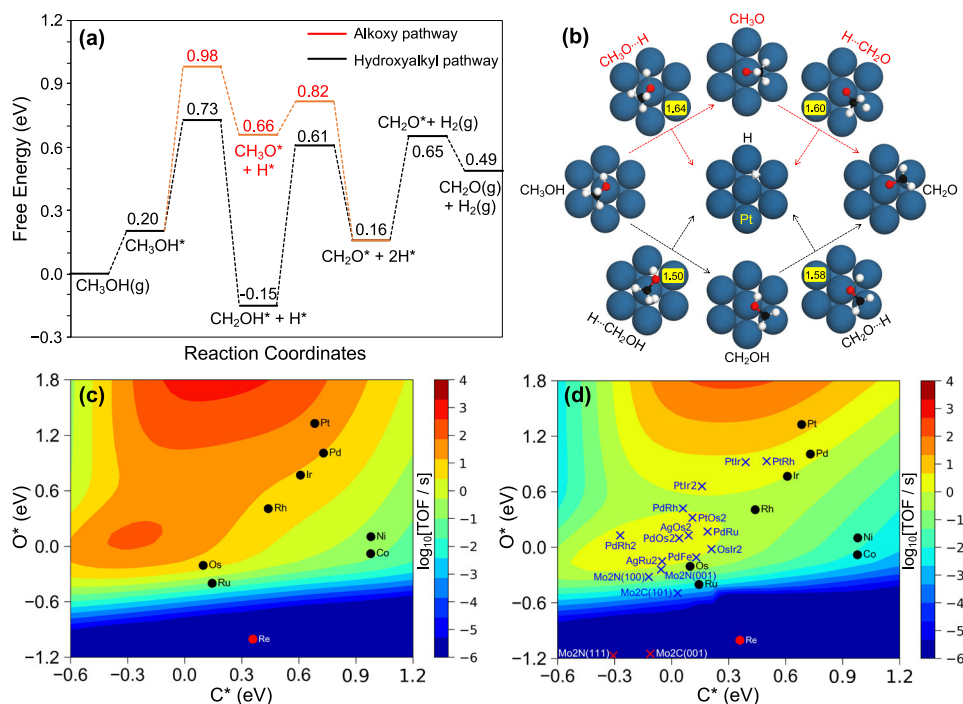 (a)
Alkoxy pathway
Hydroxyalkyl pathway
Free Energy (eV)
1.2
0.9
0.6
0.3
0.0
−0.3
CH3OH(g)
0.20
CH3OH*
0.98
0.73
0.66
CH3O*
+ H*
-0.15
CH2OH* + H*
0.82
0.61
0.16
CH2O* + 2H*
CH2O*+ H2(g)
0.65
0.49
CH2O(g)
+ H2(g)
Reaction Coordinates
(b)
CH3O···H
CH3O
H···CH2O
1.64
1.60
CH3OH
H
Pt
CH2O
1.50
1.58
H···CH2OH
CH2OH
CH2O···H
(c)
O*
1.8
1.2
0.6
0.0
−0.6
−1.2
Pt
Pd
Ir
Rh
Ni
Co
Os
Ru
Re
−0.6 −0.3 0.0 0.3 0.6 0.9 1.2
C* (eV)
4
3
2
1
0
−1
−2
−3
−4
−5
−6
log10[TOF / s]
(d)
O* (eV)
1.8
1.2
0.6
0.0
−0.6
−1.2
Pt
PtIr
PtRh
Pd
Ir
PtIr2
PdRh
Rh
PtOs2
AgOs2
PdRu
PdOs2
PdRh2
OsIr2
Ni
Co
AgRu2
PdFe
Os
Mo2N(100)
Mo2N(001)
Ru
Mo2C(101)
Re
Mo2N(111)
Mo2C(001)
−0.6 −0.3 0.0 0.3 0.6 0.9 1.2
C* (eV)
4
3
2
1
0
−1
−2
−3
−4
−5
−6
log10[TOF / s]